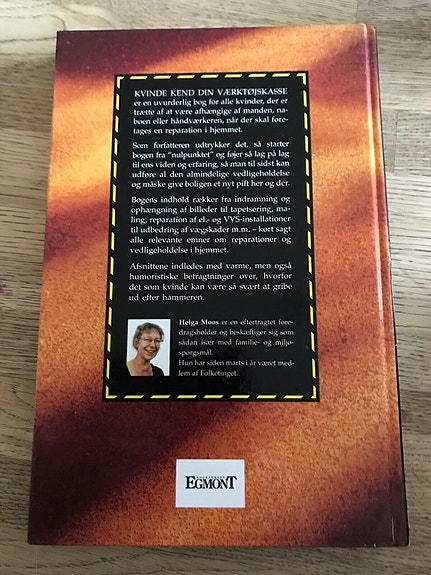 KVINDE KEND DIN VÆRKTØJSKASSE
er en uvurderlig bog for alle kvinder, der er
trætte af at være afhængige af manden, na-
boen eller håndværkeren, når der skal fore-
tages en reparation i hjemmet.
Som forfatteren udtrykker det, så starter
bogen fra "nulpunktet" og føjer så lag på lag
til ens viden og erfaring, så man til sidst kan
udføre al den almindelige vedligeholdelse
og måske give boligen et nyt pift her og der.
Bogens indhold rækker fra indramning og
ophængning af billeder til tapetsering, ma-
ling, reparation af el.- og VVS-installationer
til udbedring af vægskader m.m. – kort sagt
alle relevante emner om reparationer og
vedligeholdelse i hjemmet.
Afsnittene indledes med varme, men også
humoristiske betragtninger over, hvorfor
det som kvinde kan være så svært at gribe
ud efter hammeren.
Helga Moos er en eftertragtet fore-
dragsholder og beskæftiger sig som
sådan især med familie- og miljø-
spørgsmål.
Hun har siden marts i år været med-
lem af Folketinget.
EGMONT